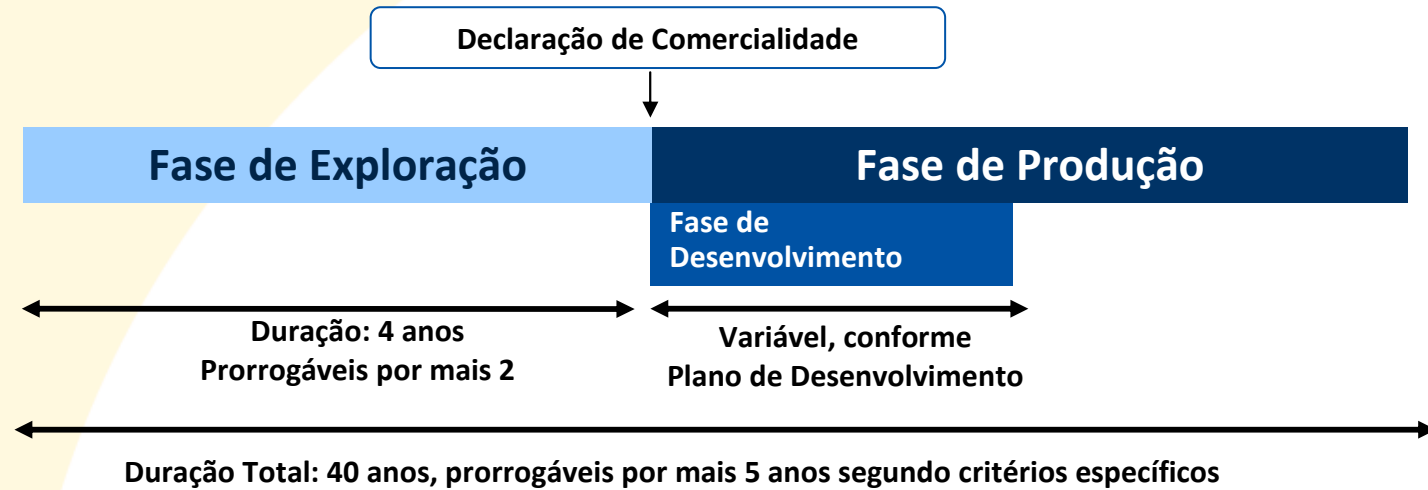 Declaração de Comercialidade
Fase de Exploração
Fase de Produção
Fase de
Desenvolvimento
Duração: 4 anos
Prorrogáveis por mais 2
Variável, conforme
Plano de Desenvolvimento
Duração Total: 40 anos, prorrogáveis por mais 5 anos segundo critérios específicos